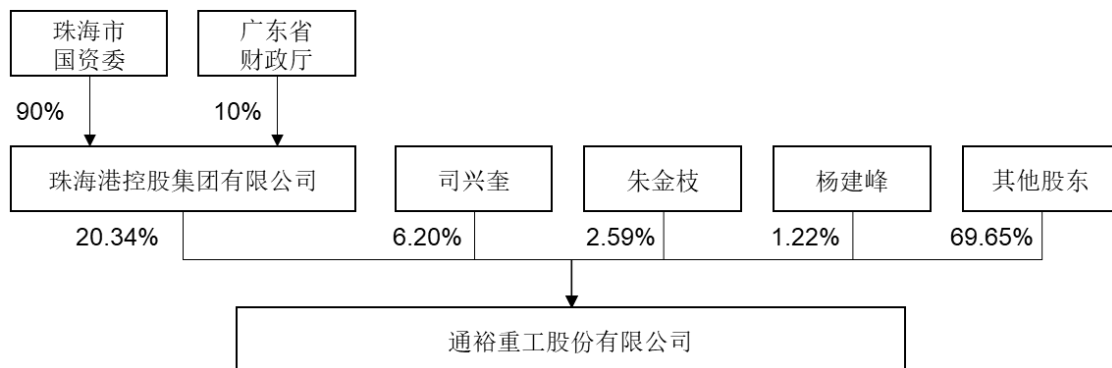 珠海市
国资委
广东省
财政厅
90%
10%
珠海港控股集团有限公司
司兴奎
朱金枝
杨建峰
其他股东
20.34%
6.20%
2.59%
1.22%
69.65%
通裕重工股份有限公司